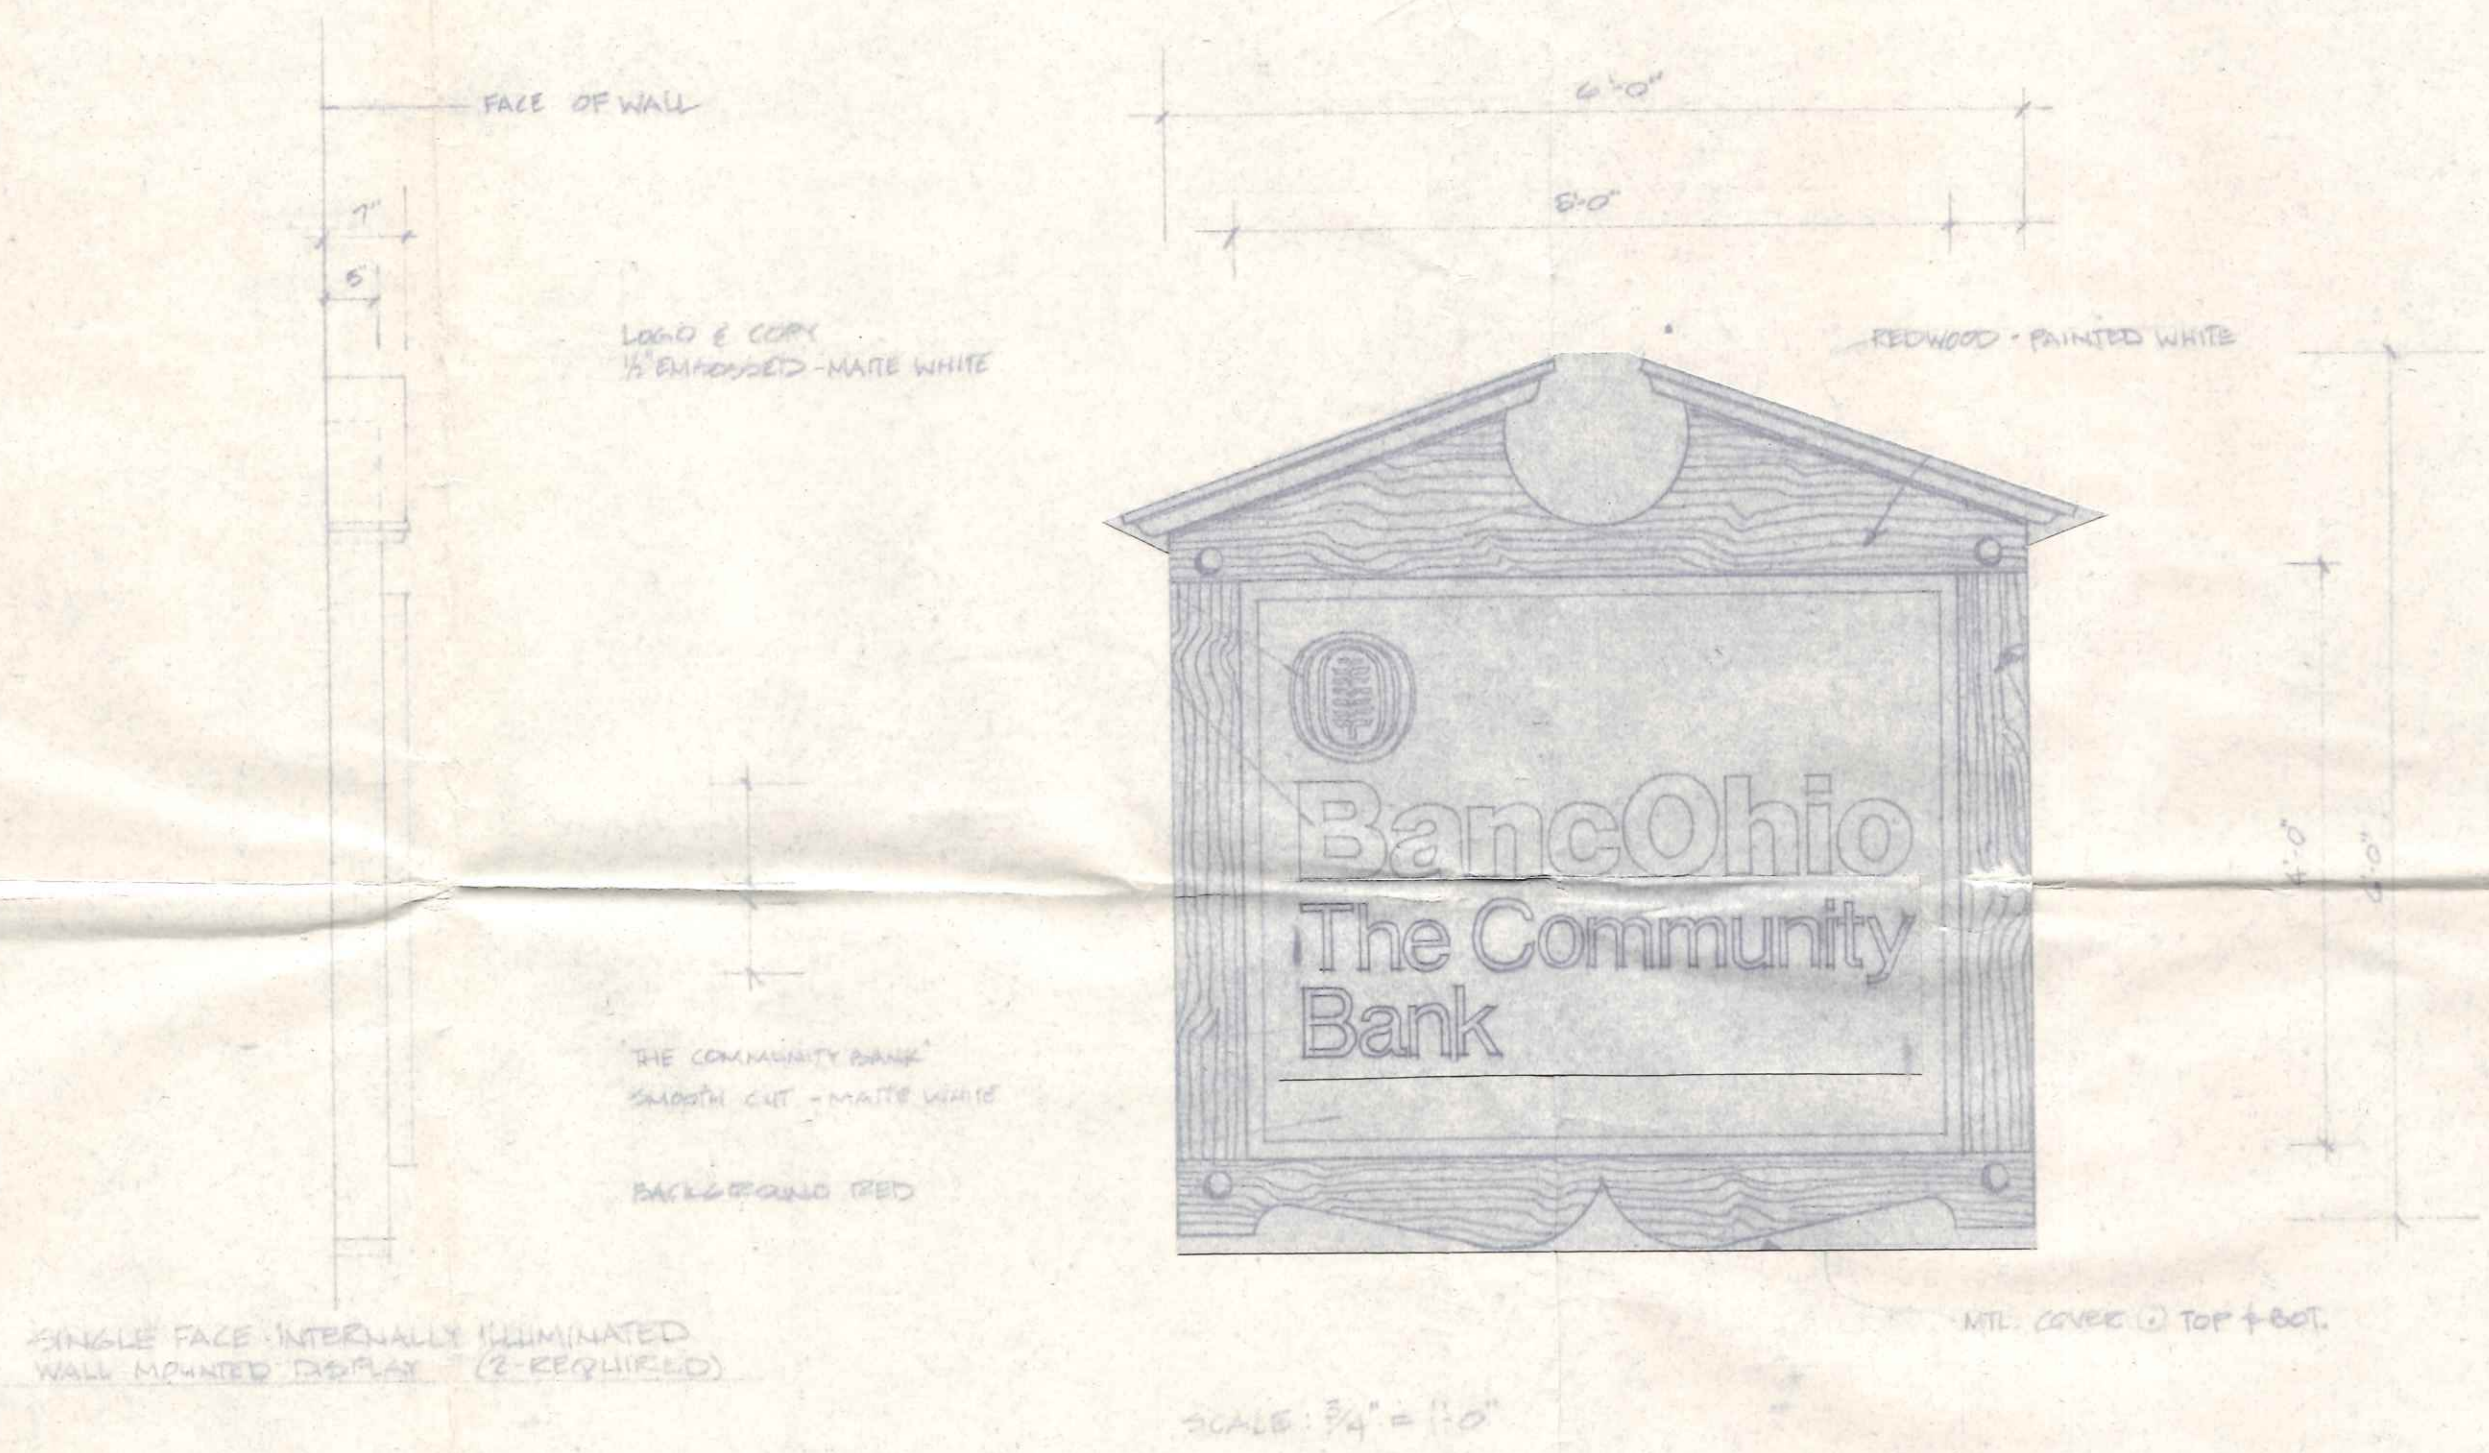 FACE OF WALL
6'-0"
7"
5'-0"
5"
LOGO & COPY
½" EMBOSSED - MATTE WHITE
REDWOOD - PAINTED WHITE
BancOhio
The Community
Bank
4'-0"
6'-0"
"THE COMMUNITY BANK"
SMOOTH CUT - MATTE WHITE
BACKGROUND RED
MTL. COVER @ TOP & BOT.
SINGLE FACE - INTERNALLY ILLUMINATED
WALL MOUNTED DISPLAY (2-REQUIRED)
SCALE: 3/4" = 1'-0"